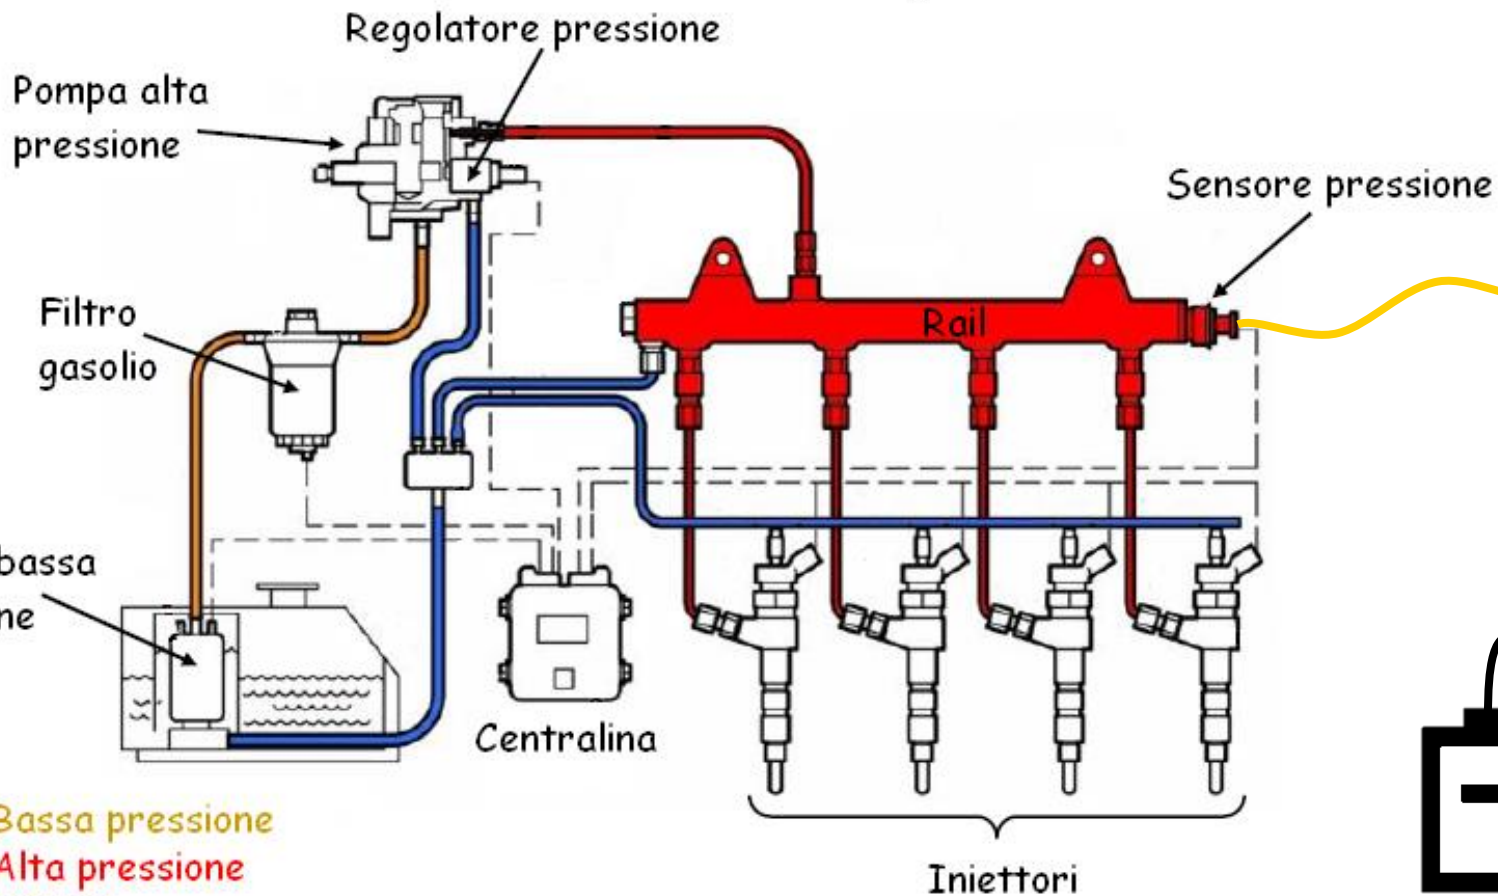 Regolatore pressione
Pompa alta
pressione
Sensore pressione
Filtro
gasolio
Rail
bassa
ne
Centralina
Bassa pressione
Alta pressione
Iniettori